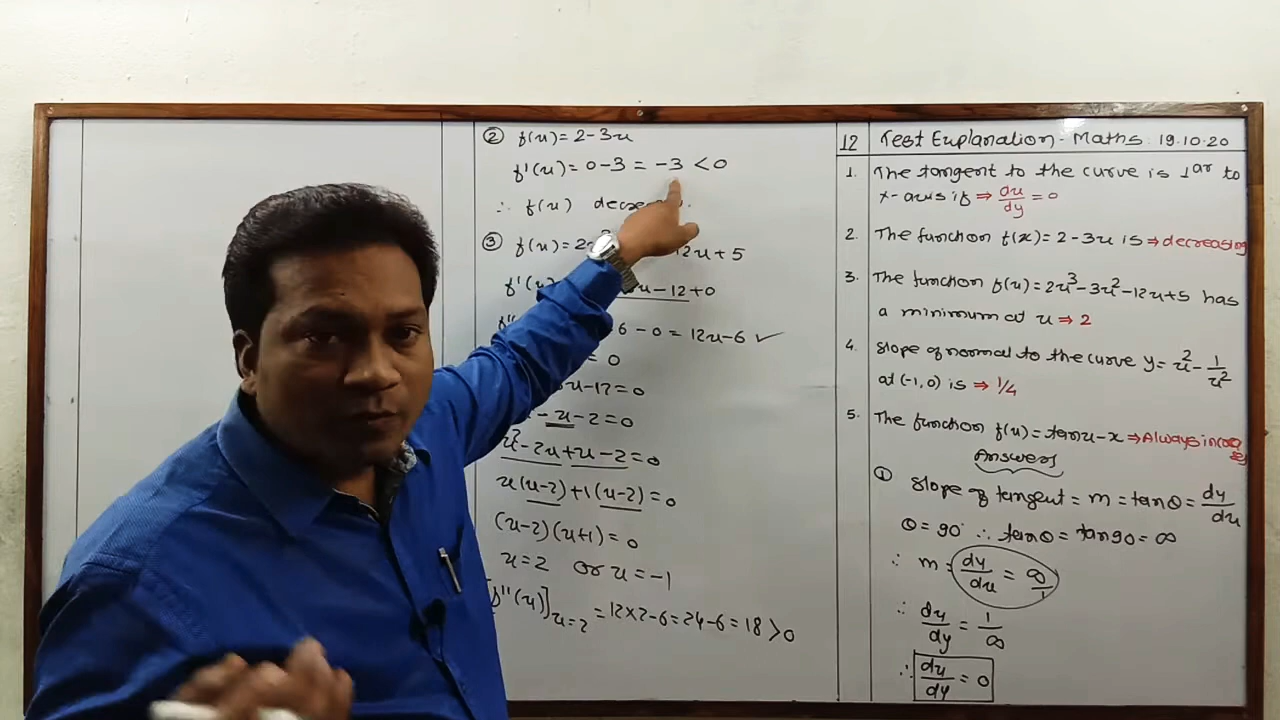 ② f(x) = 2-3x
f'(x) = 0-3 = -3 < 0
∴ f(x)
③ f(x) = 12x+5
-12+0
6-0 = 12x-6 ✓
= 0
x-12=0
-x-2=0
x²-2x+x-2=0
x(x-2)+1(x-2)=0
(x-2)(x+1)=0
x=2 or x=-1
[f''(x)]x=2 = 12×2-6=24-6=18>0
12 Test Explanation - Maths 19.10.20
1. The tangent to the curve is ⊥ar to
x-axis if ⇒ dx/dy = 0
2. The function f(x) = 2-3x is ⇒ decreasing
3. The function f(x) = 2x³-3x²-12x+5 has
a minimum at x ⇒ 2
4. Slope of normal to the curve y = x² - 1/x²
at (-1, 0) is ⇒ 1/4
5. The function f(x) = tanx-x ⇒ Always
Answers
① Slope of tangent = m = tanθ = dy/dx
θ = 90° ∴ tanθ = tan90 = ∞
∴ m = dy/dx = ∞/1
∴ dx/dy = 1/∞
∴ dx/dy = 0